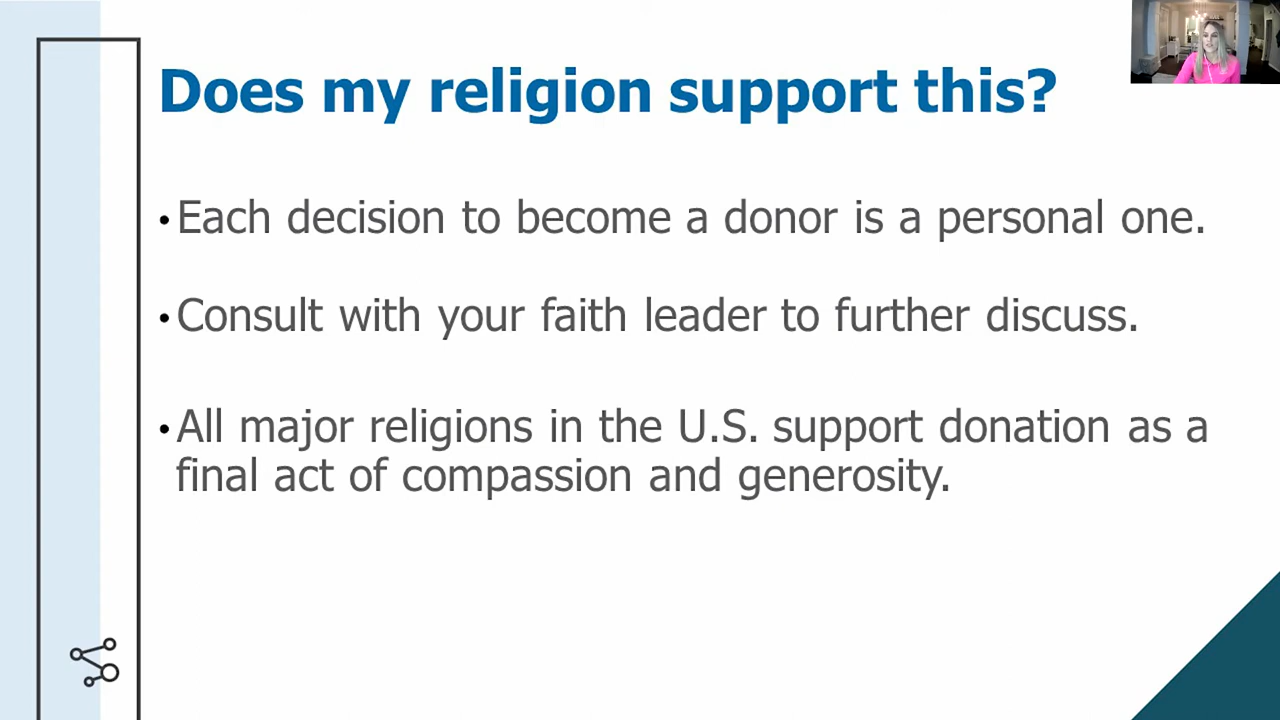 Does my religion support this?
• Each decision to become a donor is a personal one.
• Consult with your faith leader to further discuss.
• All major religions in the U.S. support donation as a
final act of compassion and generosity.